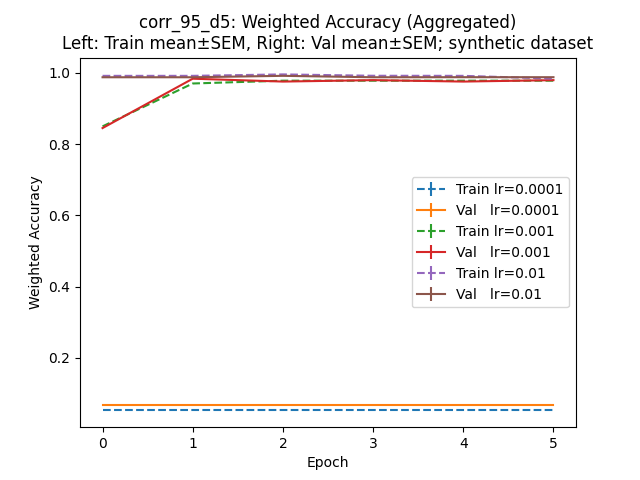 corr_95_d5: Weighted Accuracy (Aggregated)
Left: Train mean±SEM, Right: Val mean±SEM; synthetic dataset
1.0
0.8
0.6
0.4
0.2
Weighted Accuracy
Train lr=0.0001
Val lr=0.0001
Train lr=0.001
Val lr=0.001
Train lr=0.01
Val lr=0.01
0 1 2 3 4 5
Epoch